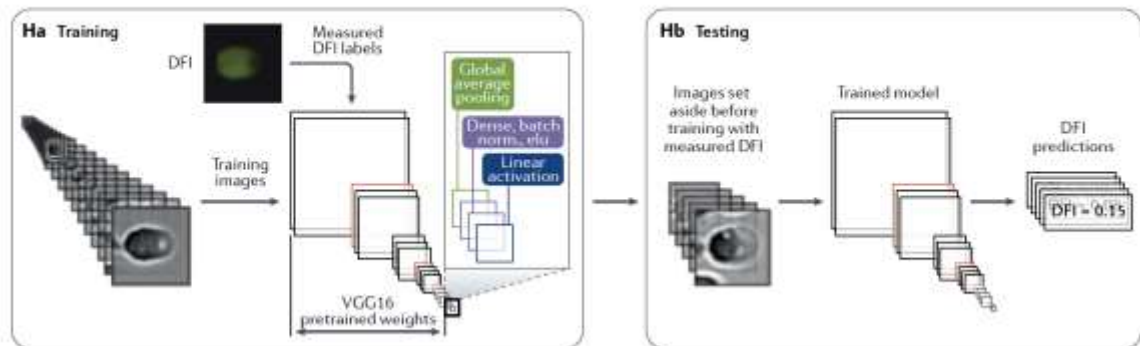 Ha Training
DFI
Measured
DFI labels
Global
average
pooling
Dense, batch
norm., elu
Linear
activation
Training
images
VGG16
pretrained weights
Hb Testing
Images set
aside before
training with
measured DFI
Trained model
DFI
predictions
DFI = 0.15